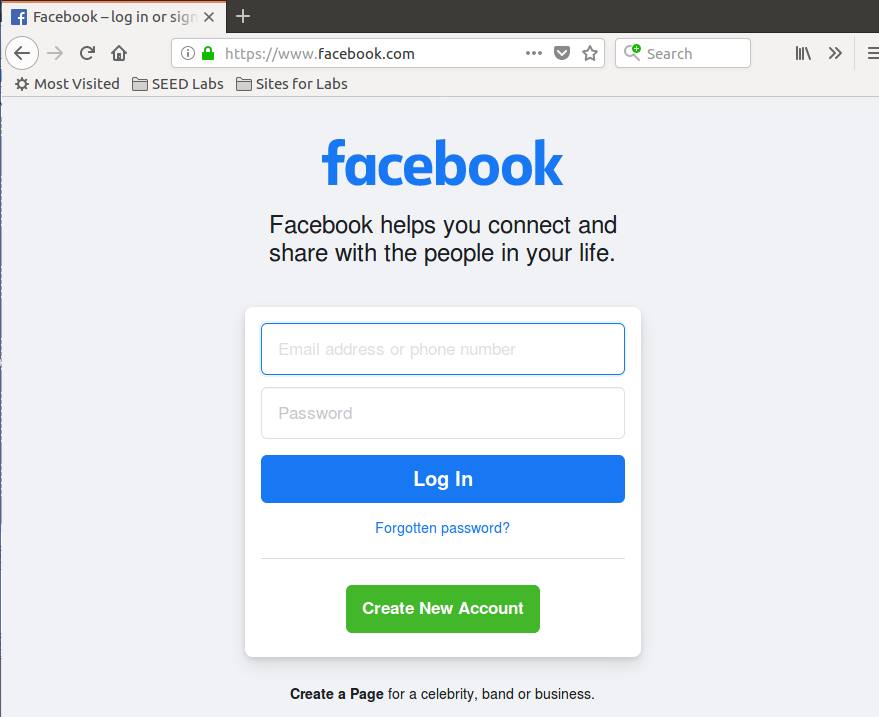 Facebook – log in or sign
https://www.facebook.com
Search
Most Visited
SEED Labs
Sites for Labs
facebook
Facebook helps you connect and
share with the people in your life.
Email address or phone number
Password
Log In
Forgotten password?
Create New Account
Create a Page for a celebrity, band or business.